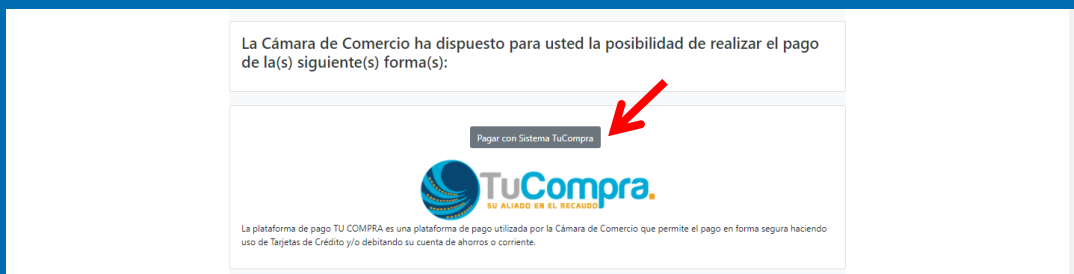 La Cámara de Comercio ha dispuesto para usted la posibilidad de realizar el pago
de la(s) siguiente(s) forma(s):
Pagar con Sistema TuCompra
TuCompra.
SU ALIADO EN EL RECAUDO
La plataforma de pago TU COMPRA es una plataforma de pago utilizada por la Cámara de Comercio que permite el pago en forma segura haciendo
uso de Tarjetas de Crédito y/o debitando su cuenta de ahorros o corriente.